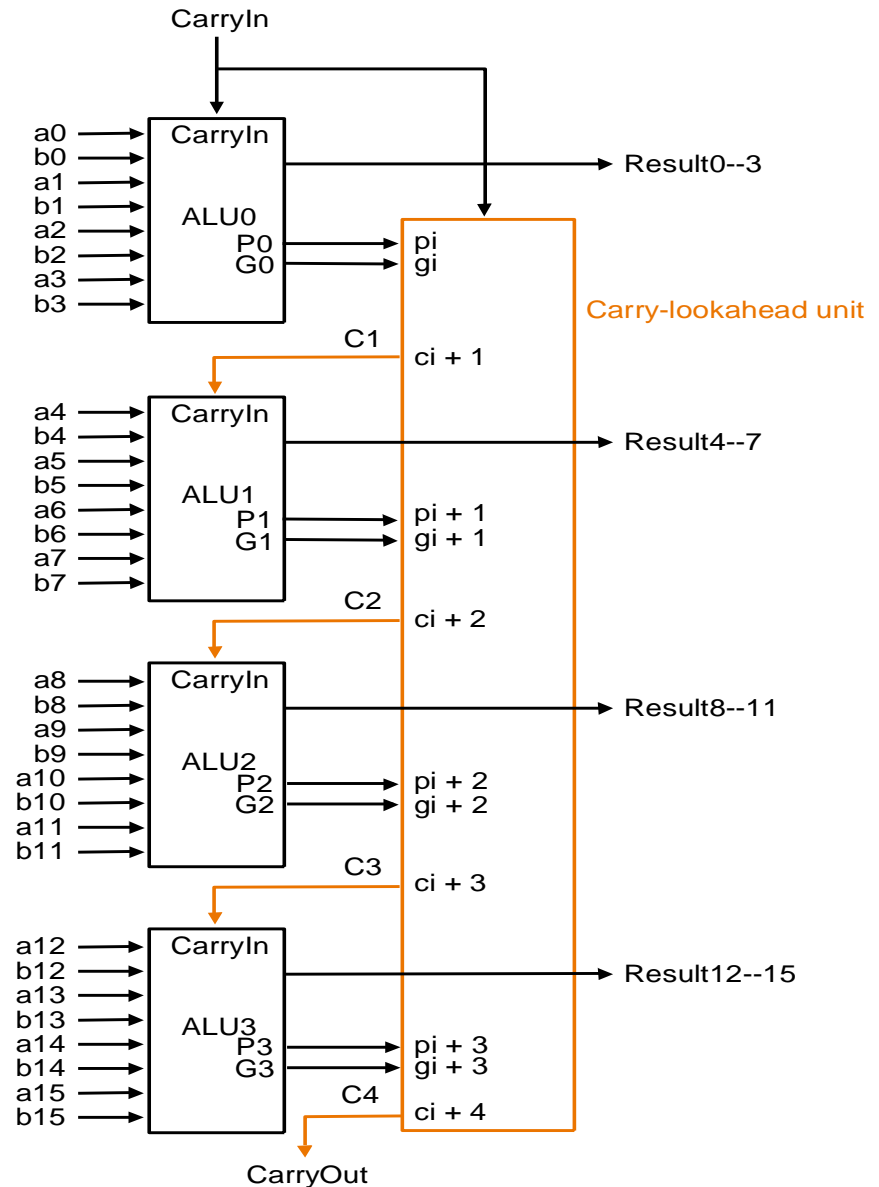 CarryIn
a0
b0
a1
b1
a2
b2
a3
b3
CarryIn
ALU0
P0
G0
pi
gi
Result0--3
Carry-lookahead unit
C1
ci + 1
a4
b4
a5
b5
a6
b6
a7
b7
CarryIn
ALU1
P1
G1
pi + 1
gi + 1
Result4--7
C2
ci + 2
a8
b8
a9
b9
a10
b10
a11
b11
CarryIn
ALU2
P2
G2
pi + 2
gi + 2
Result8--11
C3
ci + 3
a12
b12
a13
b13
a14
b14
a15
b15
CarryIn
ALU3
P3
G3
pi + 3
gi + 3
Result12--15
C4
ci + 4
CarryOut